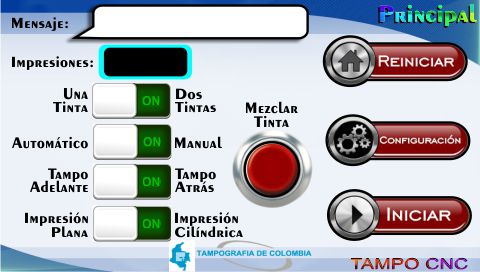 Mensaje:
Principal
Impresiones:
Reiniciar
Una
Tinta
ON
Dos
Tintas
Mezclar
Tinta
Automático
ON
Manual
Configuración
Tampo
Adelante
ON
Tampo
Atrás
Impresión
Plana
ON
Impresión
Cilíndrica
Iniciar
TAMPOGRAFIA DE COLOMBIA
TAMPO CNC